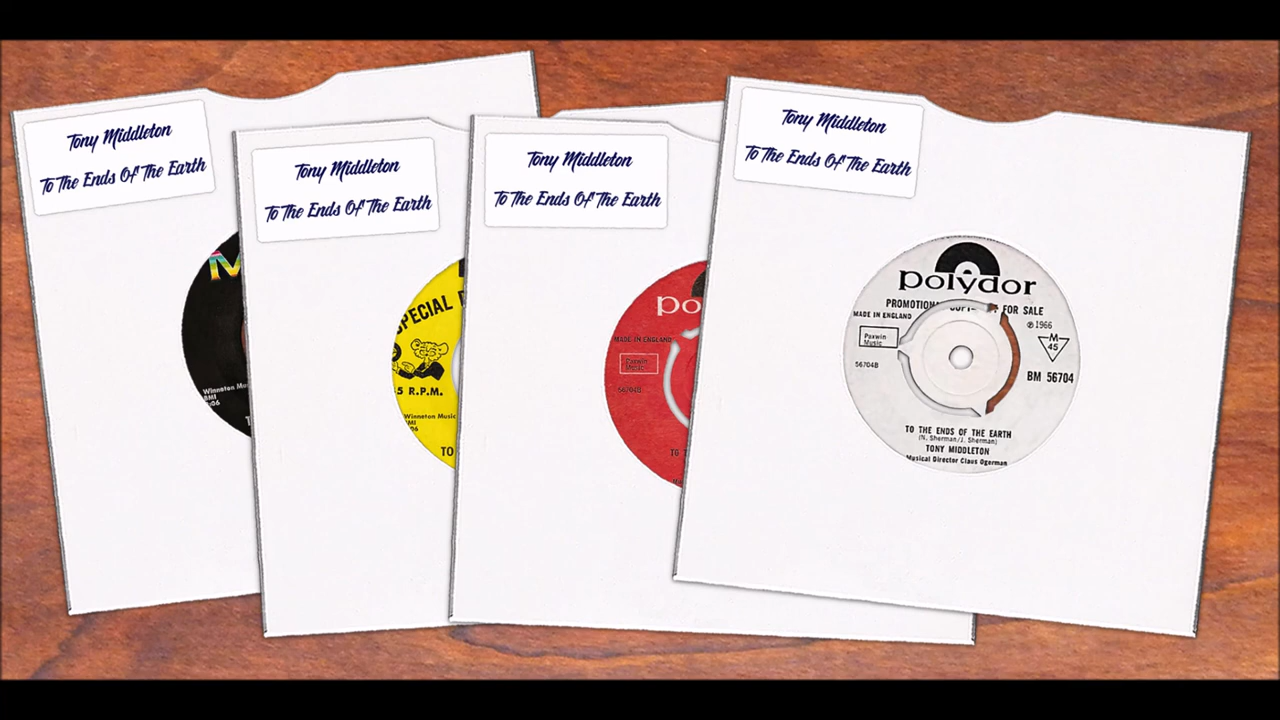 Tony Middleton
To The Ends Of The Earth
Winneton
BMI
Tony Middleton
To The Ends Of The Earth
SPECIAL
R.P.M.
Winneton Music
TO
Tony Middleton
To The Ends Of The Earth
MADE IN ENGLAND
Paxwin
Music
56704B
Tony Middleton
To The Ends Of The Earth
polydor
PROMOTIONAL COPY FOR SALE
MADE IN ENGLAND
℗ 1966
Paxwin
Music
M
45
56704B
BM 56704
TO THE ENDS OF THE EARTH
(N. Sherman/J. Sherman)
TONY MIDDLETON
Musical Director Claus Ogerman